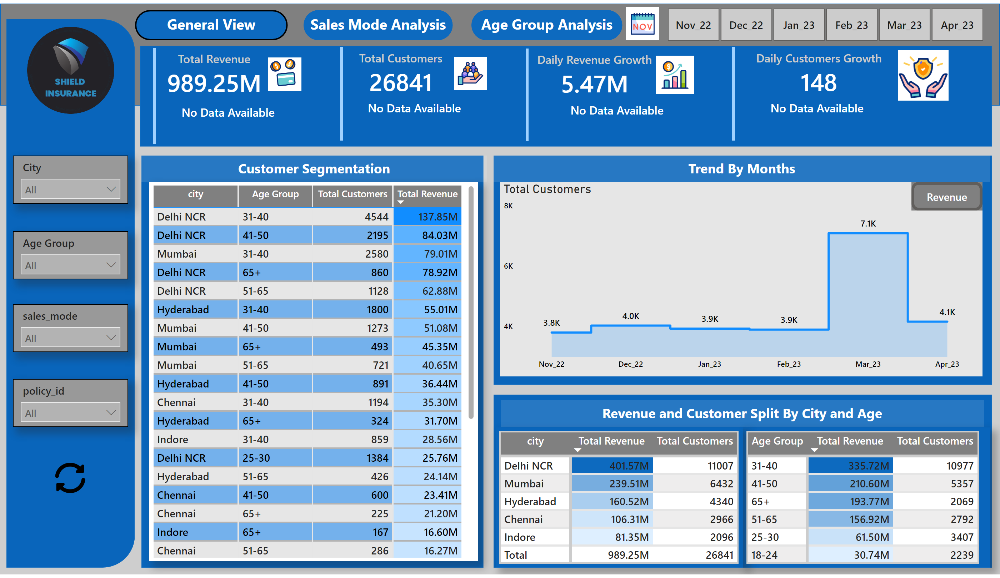 General View
Sales Mode Analysis
Age Group Analysis
NOV
Nov_22
Dec_22
Jan_23
Feb_23
Mar_23
Apr_23
SHIELD
INSURANCE
Total Revenue
989.25M
No Data Available
Total Customers
26841
No Data Available
Daily Revenue Growth
5.47M
No Data Available
Daily Customers Growth
148
No Data Available
City
All
Age Group
All
sales_mode
All
policy_id
All
Customer Segmentation
city Age Group Total Customers Total Revenue
Delhi NCR 31-40 4544 137.85M
Delhi NCR 41-50 2195 84.03M
Mumbai 31-40 2580 79.01M
Delhi NCR 65+ 860 78.92M
Delhi NCR 51-65 1128 62.88M
Hyderabad 31-40 1800 55.01M
Mumbai 41-50 1273 51.08M
Mumbai 65+ 493 45.35M
Mumbai 51-65 721 40.65M
Hyderabad 41-50 891 36.44M
Chennai 31-40 1194 35.30M
Hyderabad 65+ 324 31.70M
Indore 31-40 859 28.56M
Delhi NCR 25-30 1384 25.76M
Hyderabad 51-65 426 24.14M
Chennai 41-50 600 23.41M
Chennai 65+ 225 21.20M
Indore 65+ 167 16.60M
Chennai 51-65 286 16.27M
Trend By Months
Total Customers
Revenue
8K
6K
4K
3.8K
4.0K
3.9K
3.9K
7.1K
4.1K
Nov_22 Dec_22 Jan_23 Feb_23 Mar_23 Apr_23
Revenue and Customer Split By City and Age
city Total Revenue Total Customers
Delhi NCR 401.57M 11007
Mumbai 239.51M 6432
Hyderabad 160.52M 4340
Chennai 106.31M 2966
Indore 81.35M 2096
Total 989.25M 26841
Age Group Total Revenue Total Customers
31-40 335.72M 10977
41-50 210.60M 5357
65+ 193.77M 2069
51-65 156.92M 2792
25-30 61.50M 3407
18-24 30.74M 2239